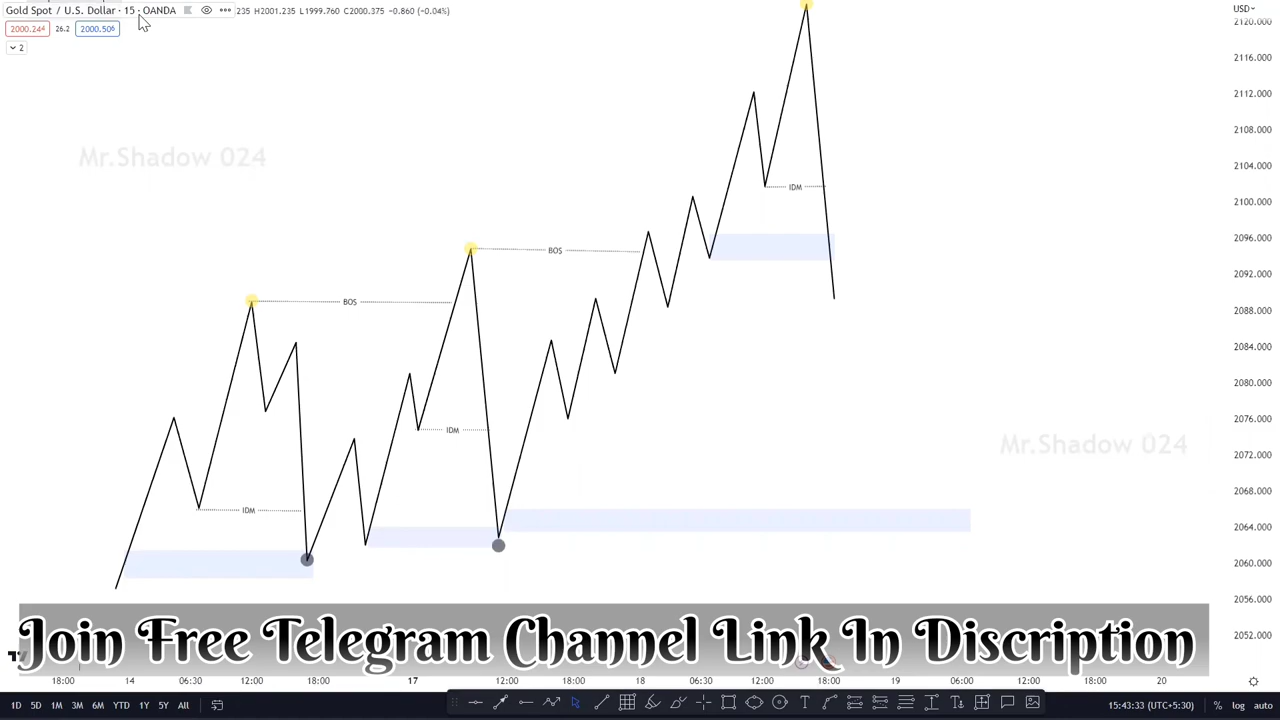 Gold Spot / U.S. Dollar · 15 · OANDA
235 H2001.235 L1999.760 C2000.375 −0.860 (−0.04%)
USD
2000.244 26.2 2000.506
2
2120.000
2116.000
2112.000
2108.000
Mr.Shadow 024
2104.000
IDM
2100.000
2096.000
BOS
2092.000
BOS
2088.000
2084.000
2080.000
2076.000
IDM
Mr.Shadow 024
2072.000
2068.000
IDM
2064.000
2060.000
2056.000
2052.000
Join Free Telegram Channel Link In Discription
18:00 14 06:30 12:00 18:00 17 12:00 18:00 18 06:30 12:00 18:00 19 06:00 12:00 18:00 20
1D 5D 1M 3M 6M YTD 1Y 5Y All
15:43:33 (UTC+5:30) % log auto